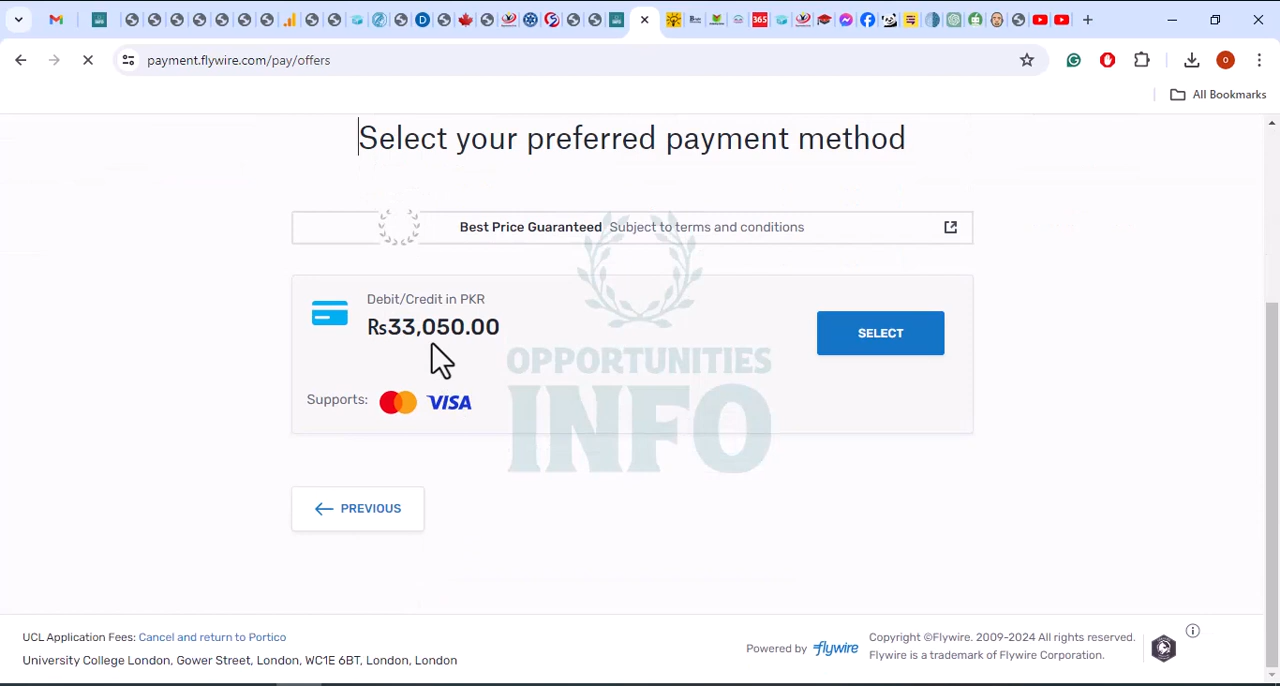 payment.flywire.com/pay/offers
All Bookmarks
Select your preferred payment method
Best Price Guaranteed Subject to terms and conditions
Debit/Credit in PKR
₨33,050.00
SELECT
Supports: VISA
OPPORTUNITIES
INFO
PREVIOUS
UCL Application Fees: Cancel and return to Portico
University College London, Gower Street, London, WC1E 6BT, London, London
Powered by flywire
Copyright ©Flywire. 2009-2024 All rights reserved.
Flywire is a trademark of Flywire Corporation.